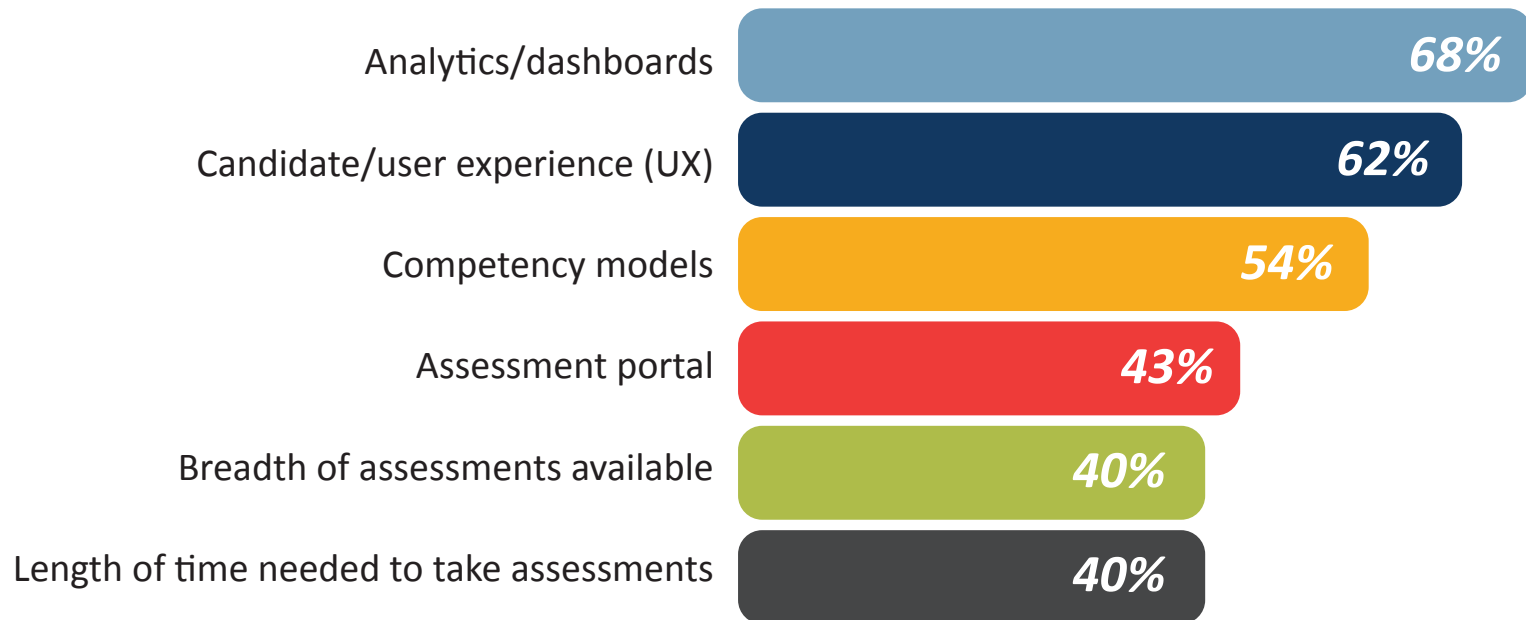 Analytics/dashboards 68%
Candidate/user experience (UX) 62%
Competency models 54%
Assessment portal 43%
Breadth of assessments available 40%
Length of time needed to take assessments 40%